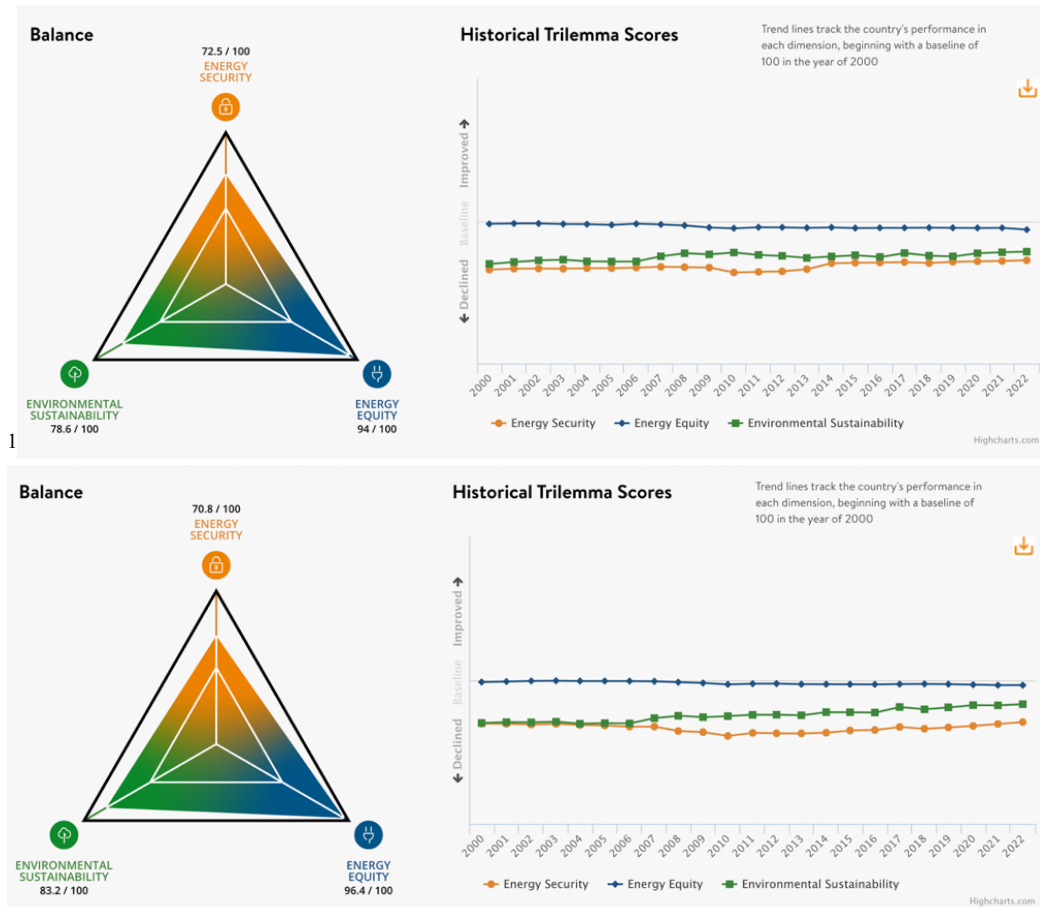 Balance
72.5 / 100
ENERGY
SECURITY
ENVIRONMENTAL
SUSTAINABILITY
78.6 / 100
ENERGY
EQUITY
94 / 100
1
Historical Trilemma Scores
Trend lines track the country's performance in
each dimension, beginning with a baseline of
100 in the year of 2000
Improved
Baseline
Declined
2000 2001 2002 2003 2004 2005 2006 2007 2008 2009 2010 2011 2012 2013 2014 2015 2016 2017 2018 2019 2020 2021 2022
Energy Security Energy Equity Environmental Sustainability
Highcharts.com
Balance
70.8 / 100
ENERGY
SECURITY
ENVIRONMENTAL
SUSTAINABILITY
83.2 / 100
ENERGY
EQUITY
96.4 / 100
Historical Trilemma Scores
Trend lines track the country's performance in
each dimension, beginning with a baseline of
100 in the year of 2000
Improved
Baseline
Declined
2000 2001 2002 2003 2004 2005 2006 2007 2008 2009 2010 2011 2012 2013 2014 2015 2016 2017 2018 2019 2020 2021 2022
Energy Security Energy Equity Environmental Sustainability
Highcharts.com